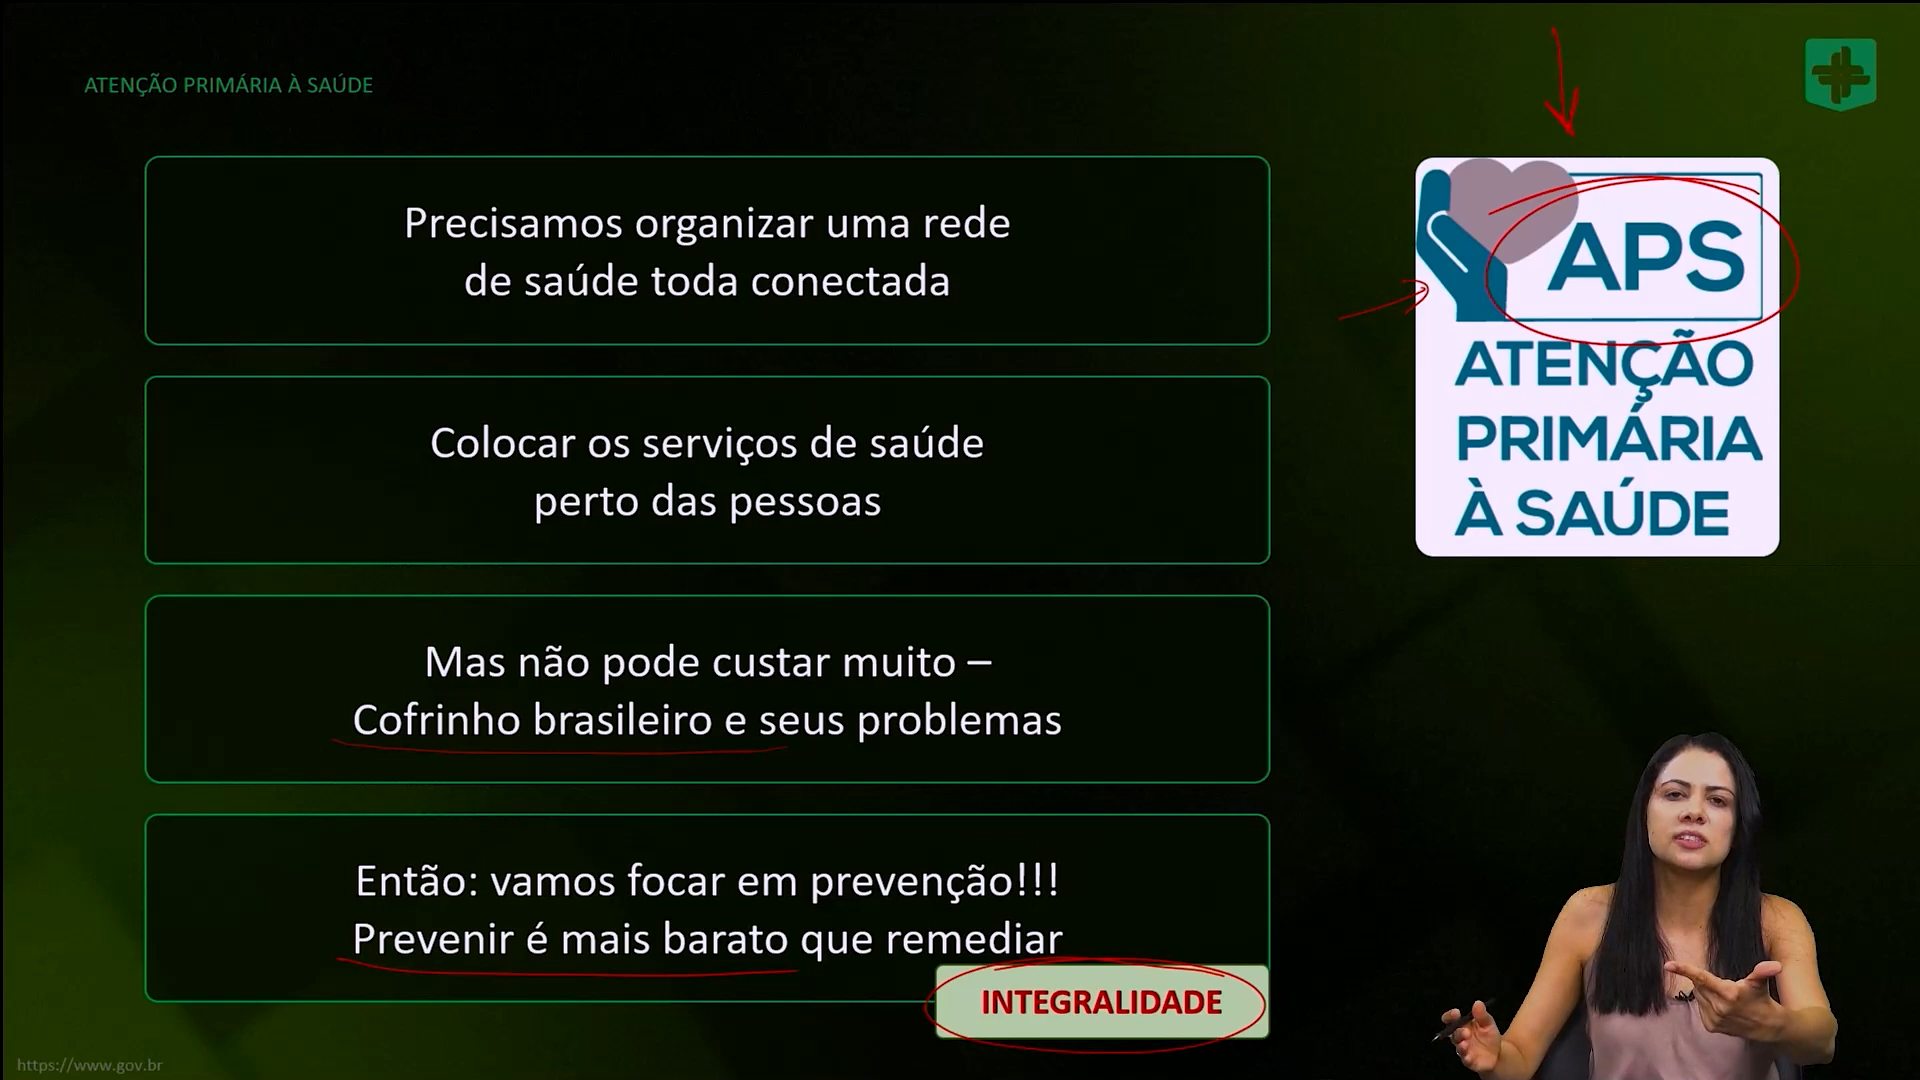 ATENÇÃO PRIMÁRIA À SAÚDE
Precisamos organizar uma rede
de saúde toda conectada
Colocar os serviços de saúde
perto das pessoas
Mas não pode custar muito –
Cofrinho brasileiro e seus problemas
Então: vamos focar em prevenção!!!
Prevenir é mais barato que remediar
INTEGRALIDADE
APS
ATENÇÃO
PRIMÁRIA
À SAÚDE
https://www.gov.br